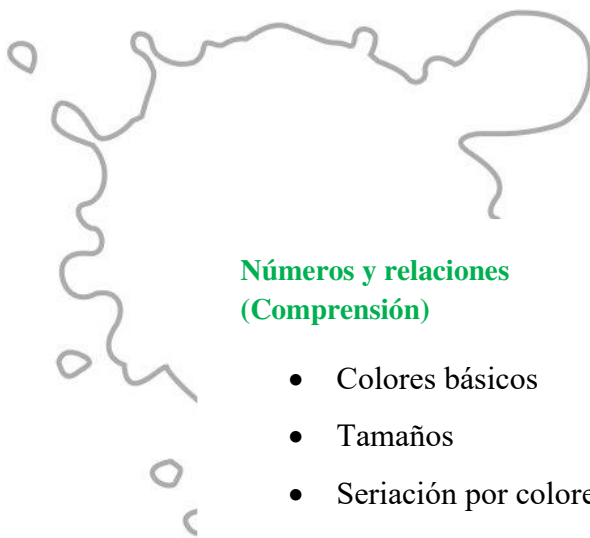 Números y relaciones
(Comprensión)
• Colores básicos
• Tamaños
• Seriación por colore